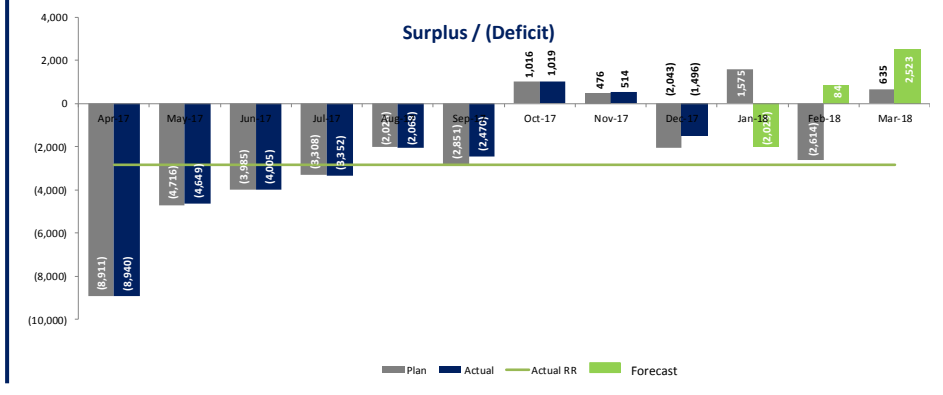 Surplus / (Deficit)
4,000
2,000
0
(2,000)
(4,000)
(6,000)
(8,000)
(10,000)
Apr-17
May-17
Jun-17
Jul-17
Oct-17
Nov-17
Dec-17
Jan-18
Feb-18
Mar-18
(8,911)
(8,940)
(4,716)
(4,649)
(3,985)
(4,005)
(3,308)
(3,352)
(2,068)
(2,851)
(2,470)
1,016
1,019
476
514
(2,043)
(1,496)
1,575
(2,614)
635
2,523
Plan Actual Actual RR Forecast